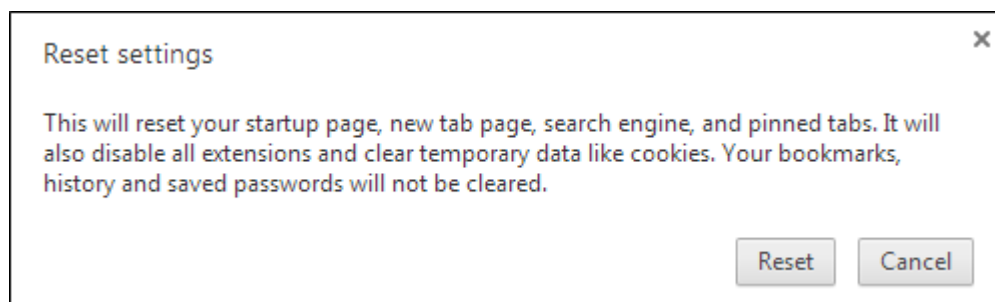 Reset settings
This will reset your startup page, new tab page, search engine, and pinned tabs. It will
also disable all extensions and clear temporary data like cookies. Your bookmarks,
history and saved passwords will not be cleared.
Reset Cancel